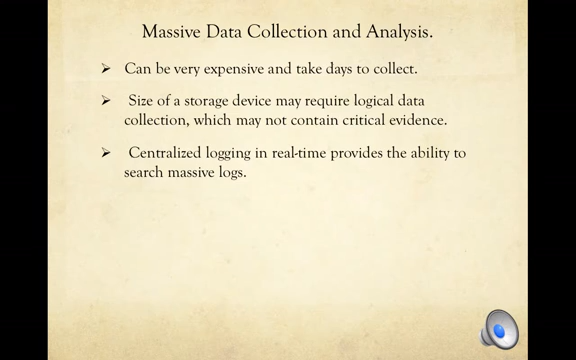 Massive Data Collection and Analysis.
➢ Can be very expensive and take days to collect.
➢ Size of a storage device may require logical data
collection, which may not contain critical evidence.
➢ Centralized logging in real-time provides the ability to
search massive logs.